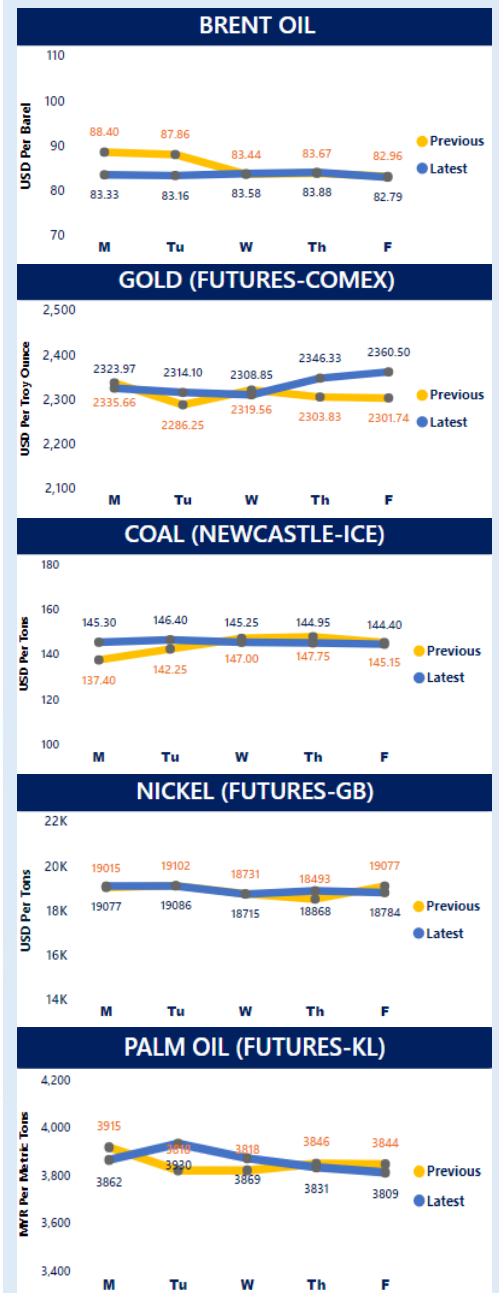 BRENT OIL
110
100
90
80
70
USD Per Barel
88.40 87.86 83.44 83.67 82.96
83.33 83.16 83.58 83.88 82.79
Previous
Latest
M Tu W Th F
GOLD (FUTURES-COMEX)
2,500
2,400
2,300
2,200
2,100
USD Per Troy Ounce
2323.97 2314.10 2308.85 2346.33 2360.50
2335.66 2286.25 2319.56 2303.83 2301.74
Previous
Latest
M Tu W Th F
COAL (NEWCASTLE-ICE)
180
160
140
120
100
USD Per Tons
145.30 146.40 145.25 144.95 144.40
137.40 142.25 147.00 147.75 145.15
Previous
Latest
M Tu W Th F
NICKEL (FUTURES-GB)
22K
20K
18K
16K
14K
USD Per Tons
19015 19102 18731 18493 19077
19077 19086 18715 18868 18784
Previous
Latest
M Tu W Th F
PALM OIL (FUTURES-KL)
4,200
4,000
3,800
3,600
3,400
MYR Per Metric Tons
3915 3818 3818 3846 3844
3862 3930 3869 3831 3809
Previous
Latest
M Tu W Th F